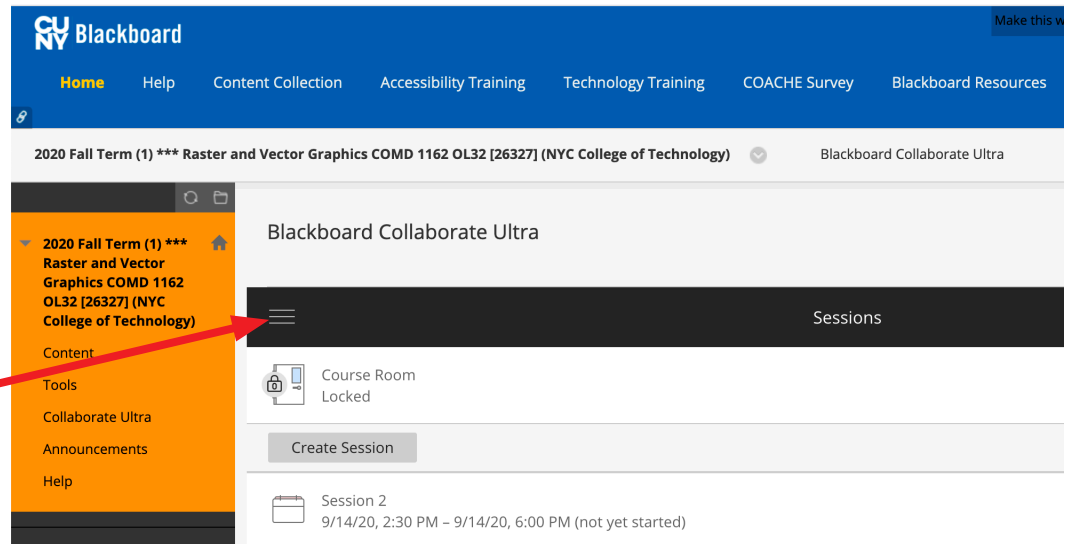 CUNY Blackboard
Make this w
Home Help Content Collection Accessibility Training Technology Training COACHE Survey Blackboard Resources
2020 Fall Term (1) *** Raster and Vector Graphics COMD 1162 OL32 [26327] (NYC College of Technology) Blackboard Collaborate Ultra
2020 Fall Term (1) ***
Raster and Vector
Graphics COMD 1162
OL32 [26327] (NYC
College of Technology)
Content
Tools
Collaborate Ultra
Announcements
Help
Blackboard Collaborate Ultra
Sessions
Course Room
Locked
Create Session
Session 2
9/14/20, 2:30 PM – 9/14/20, 6:00 PM (not yet started)